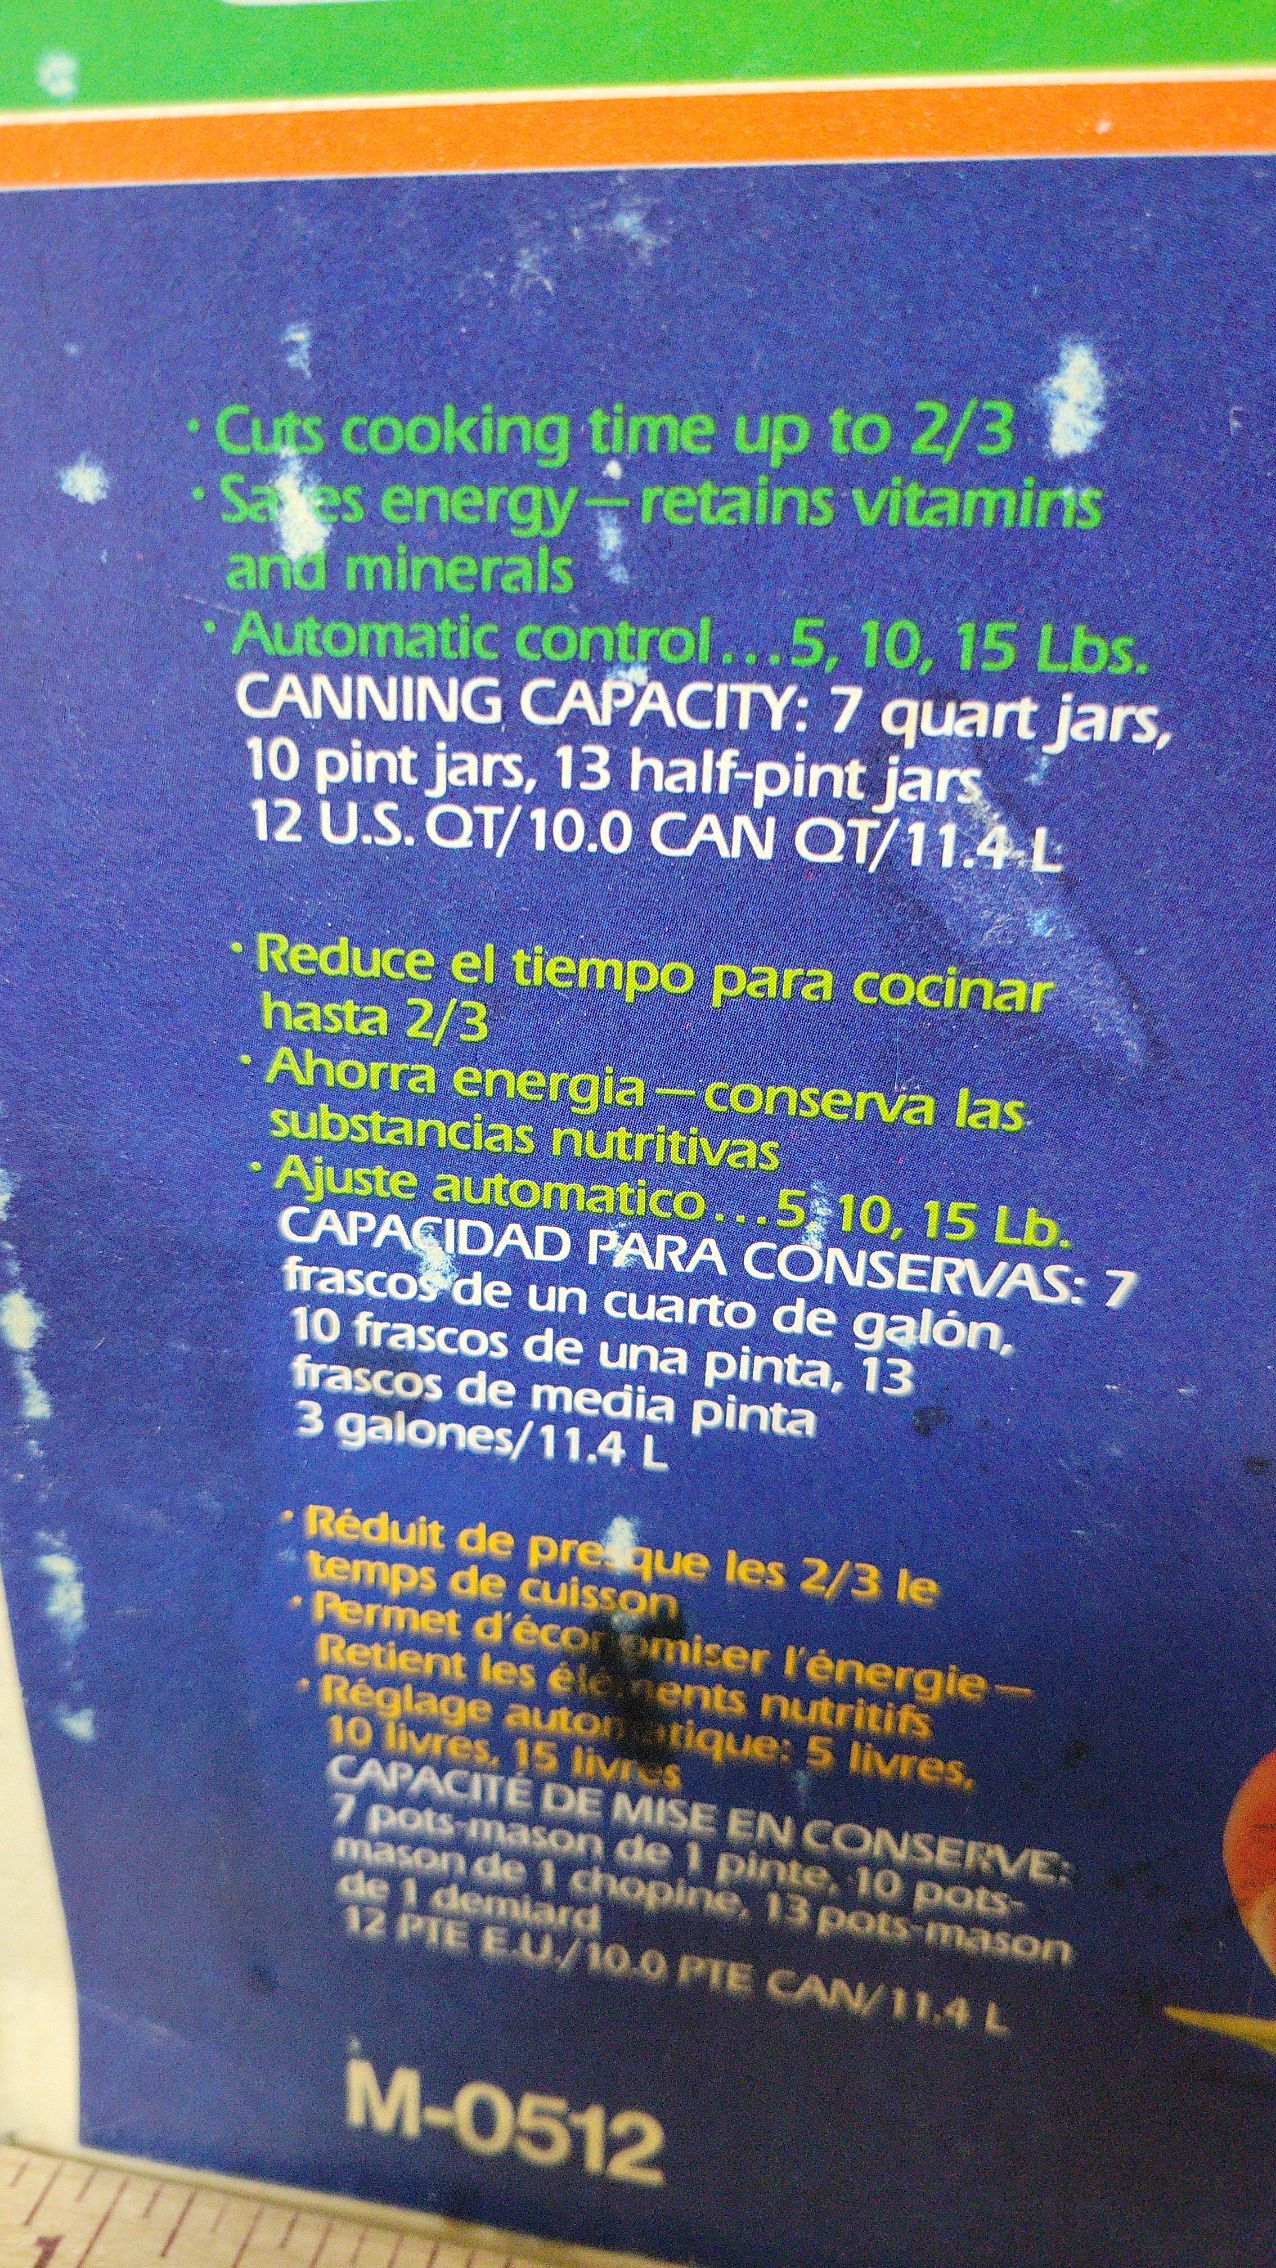 · Cuts cooking time up to 2/3
· Saves energy—retains vitamins
and minerals
· Automatic control...5, 10, 15 Lbs.
CANNING CAPACITY: 7 quart jars,
10 pint jars, 13 half-pint jars
12 U.S. QT/10.0 CAN QT/11.4 L
· Reduce el tiempo para cocinar
hasta 2/3
· Ahorra energia—conserva las
substancias nutritivas
· Ajuste automatico...5, 10, 15 Lb.
CAPACIDAD PARA CONSERVAS: 7
frascos de un cuarto de galón,
10 frascos de una pinta, 13
frascos de media pinta
3 galones/11.4 L
· Réduit de presque les 2/3 le
temps de cuisson
· Permet d'économiser l'énergie—
Retient les éléments nutritifs
· Réglage automatique: 5 livres,
10 livres, 15 livres
CAPACITÉ DE MISE EN CONSERVE:
7 pots-mason de 1 pinte, 10 pots-
mason de 1 chopine, 13 pots-mason
de 1 demiard
12 PTE E.U./10.0 PTE CAN/11.4 L
M-0512
1